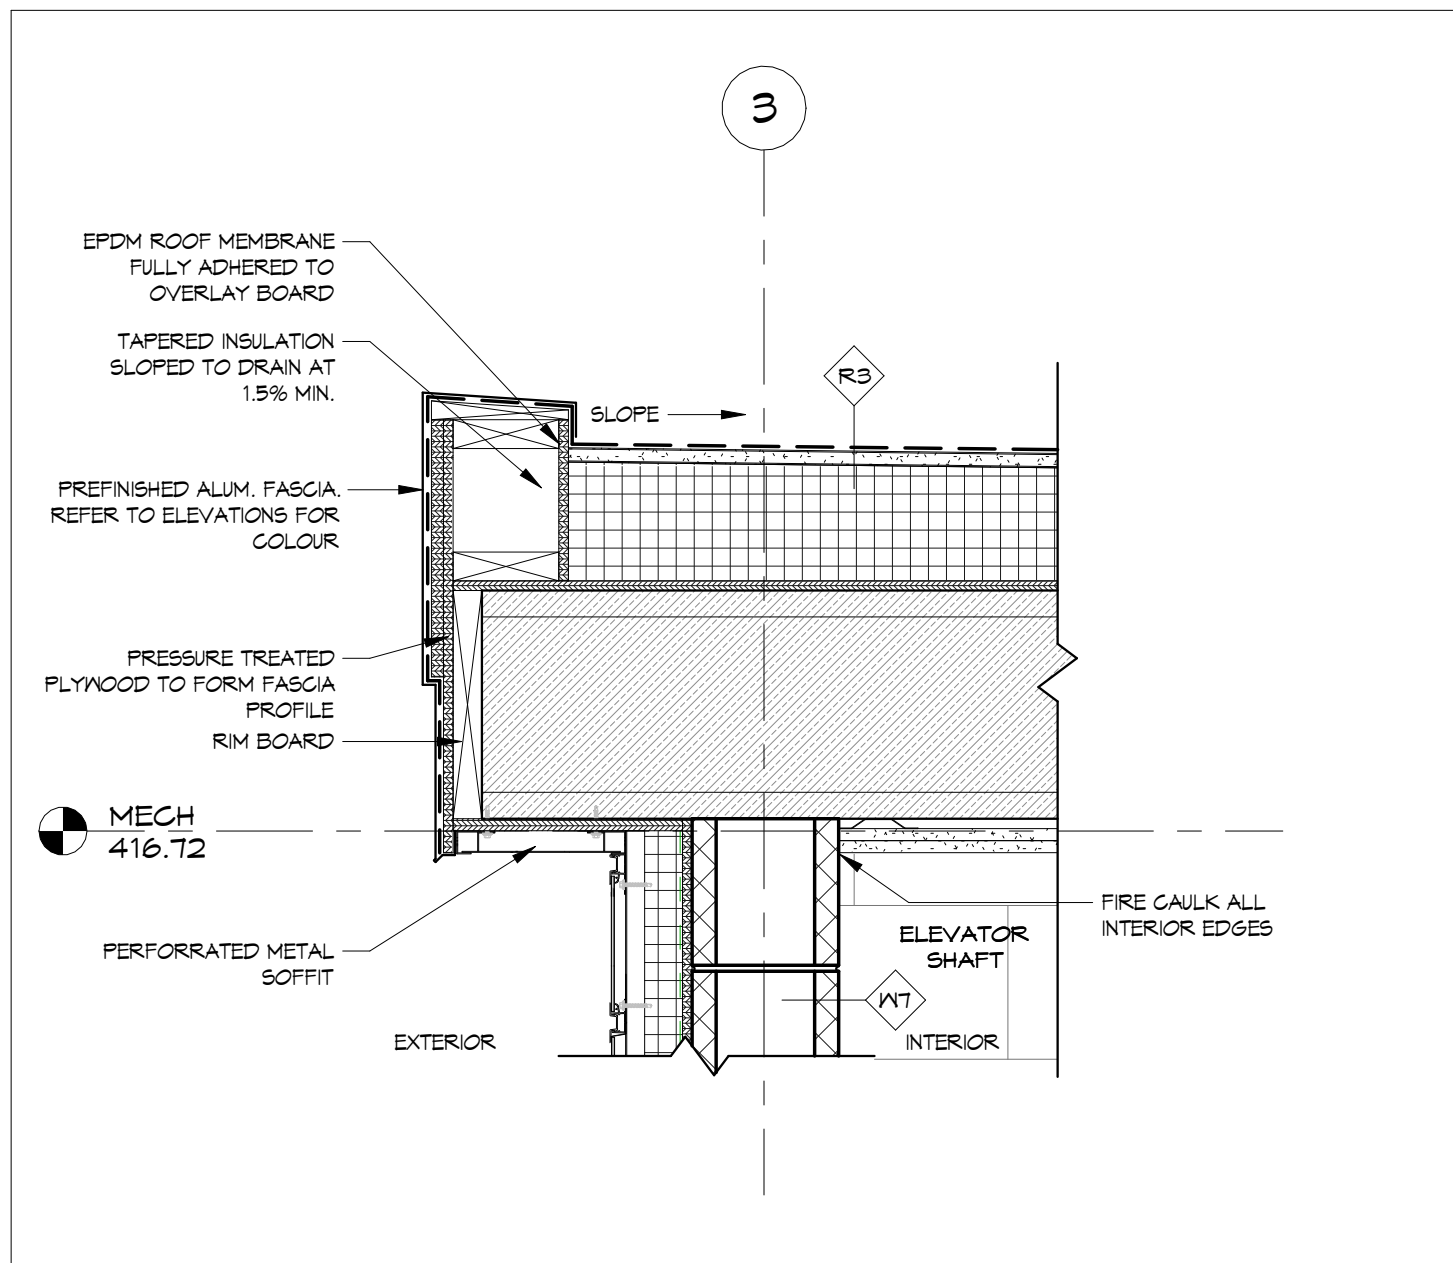 3
EPDM ROOF MEMBRANE
FULLY ADHERED TO
OVERLAY BOARD
TAPERED INSULATION
SLOPED TO DRAIN AT
1.5% MIN.
R3
SLOPE
PREFINISHED ALUM. FASCIA.
REFER TO ELEVATIONS FOR
COLOUR
PRESSURE TREATED
PLYWOOD TO FORM FASCIA
PROFILE
RIM BOARD
MECH
416.72
FIRE CAULK ALL
INTERIOR EDGES
PERFORRATED METAL
SOFFIT
ELEVATOR
SHAFT
W7
EXTERIOR
INTERIOR